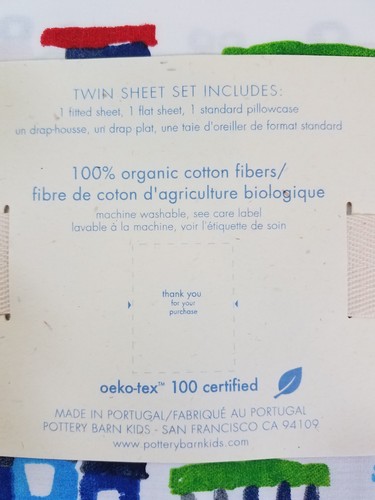 TWIN SHEET SET INCLUDES:
1 fitted sheet, 1 flat sheet, 1 standard pillowcase
un drap-housse, un drap plat, une taie d'oreiller de format standard
100% organic cotton fibers/
fibre de coton d'agriculture biologique
machine washable, see care label
lavable à la machine, voir l'étiquette de soin
thank you
for your
purchase
oeko-tex™ 100 certified
MADE IN PORTUGAL/FABRIQUÉ AU PORTUGAL
POTTERY BARN KIDS - SAN FRANCISCO CA 94109
www.potterybarnkids.com